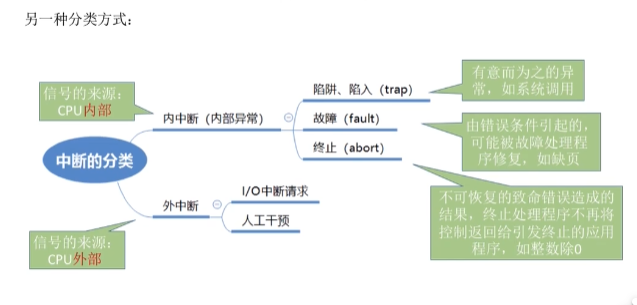 另一种分类方式：
信号的来源：
CPU内部
内中断（内部异常）
陷阱、陷入（trap）
有意而为之的异
常，如系统调用
故障（fault）
由错误条件引起的，
可能被故障处理程
序修复，如缺页
终止（abort）
不可恢复的致命错误造成的
结果，终止处理程序不再将
控制返回给引发终止的应用
程序，如整数除0
中断的分类
外中断
I/O中断请求
人工干预
信号的来源：
CPU外部